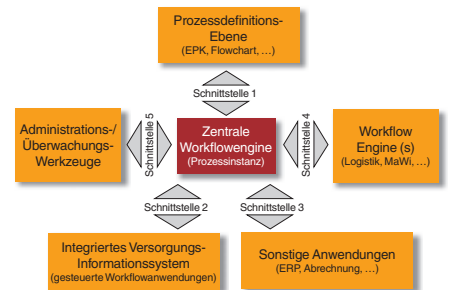 Prozessdefinitions-
Ebene
(EPK, Flowchart, ...)
Schnittstelle 1
Administrations-/
Überwachungs-
Werkzeuge
Schnittstelle 5
Zentrale
Workflowengine
(Prozessinstanz)
Schnittstelle 4
Workflow
Engine (s)
(Logistik, MaWi, ...)
Schnittstelle 2
Schnittstelle 3
Integriertes Versorgungs-
Informationssystem
(gesteuerte Workflowanwendungen)
Sonstige Anwendungen
(ERP, Abrechnung, ...)